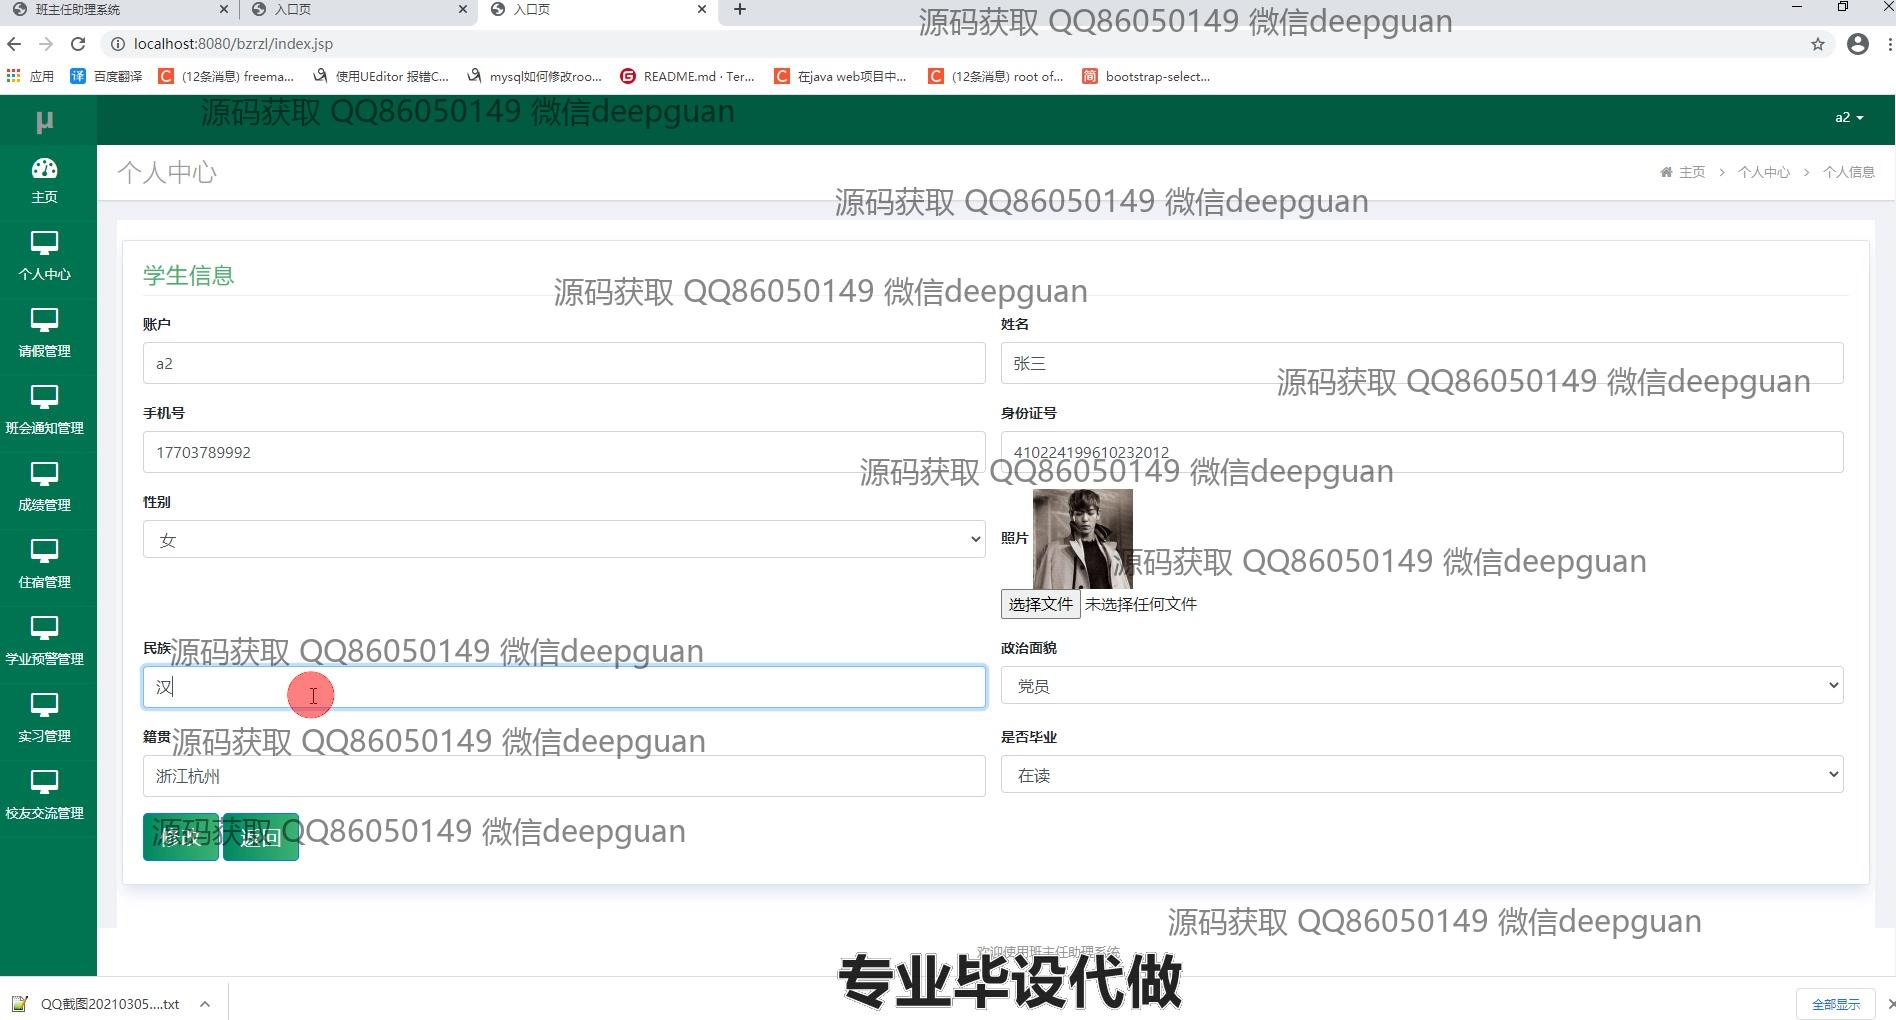 班主任助理系统
入口页
入口页
源码获取 QQ86050149 微信deepguan
localhost:8080/bzrzl/index.jsp
应用
百度翻译
(12条消息) freema...
使用UEditor 报错C...
mysql如何修改roo...
README.md · Ter...
在java web项目中...
(12条消息) root of...
bootstrap-select...
源码获取 QQ86050149 微信deepguan
μ
a2
主页
个人中心
请假管理
班会通知管理
成绩管理
住宿管理
学业预警管理
实习管理
校友交流管理
个人中心
主页 > 个人中心 > 个人信息
源码获取 QQ86050149 微信deepguan
学生信息
源码获取 QQ86050149 微信deepguan
账户
a2
姓名
张三
源码获取 QQ86050149 微信deepguan
手机号
17703789992
身份证号
410224199610232012
源码获取 QQ86050149 微信deepguan
性别
女
照片
源码获取 QQ86050149 微信deepguan
选择文件 未选择任何文件
民族
源码获取 QQ86050149 微信deepguan
汉
政治面貌
党员
籍贯
源码获取 QQ86050149 微信deepguan
浙江杭州
是否毕业
在读
修改
返回
源码获取 QQ86050149 微信deepguan
源码获取 QQ86050149 微信deepguan
欢迎使用班主任助理系统
专业毕设代做
QQ截图20210305....txt
全部显示